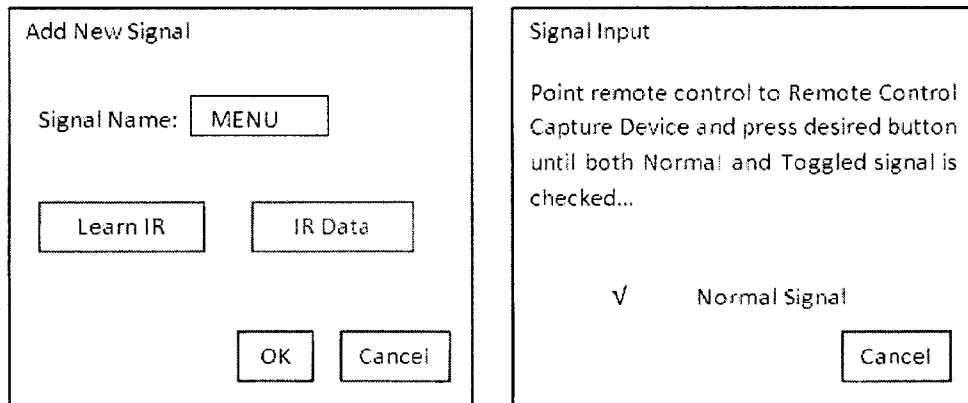 Add New Signal
Signal Name: MENU
Learn IR
IR Data
OK
Cancel
Signal Input
Point remote control to Remote Control
Capture Device and press desired button
until both Normal and Toggled signal is
checked...
√ Normal Signal
Cancel